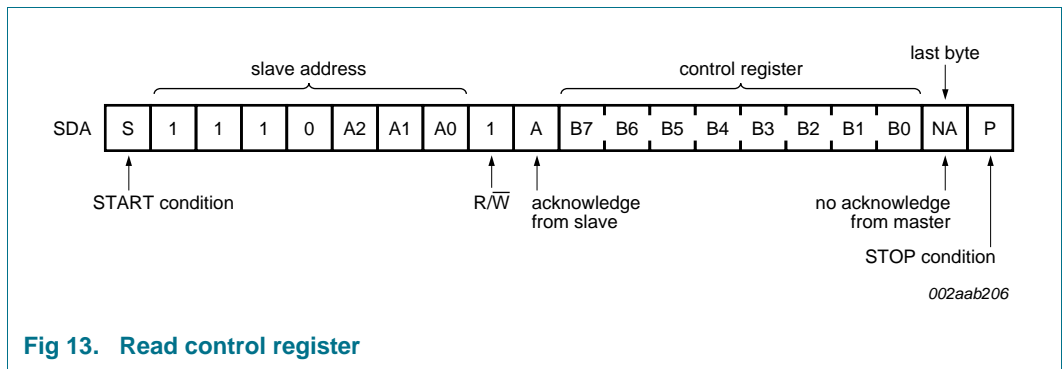 last byte
slave address control register
SDA S 1 1 1 0 A2 A1 A0 1 A B7 B6 B5 B4 B3 B2 B1 B0 NA P
START condition R/W̅ acknowledge from slave no acknowledge from master
STOP condition
002aab206
Fig 13. Read control register